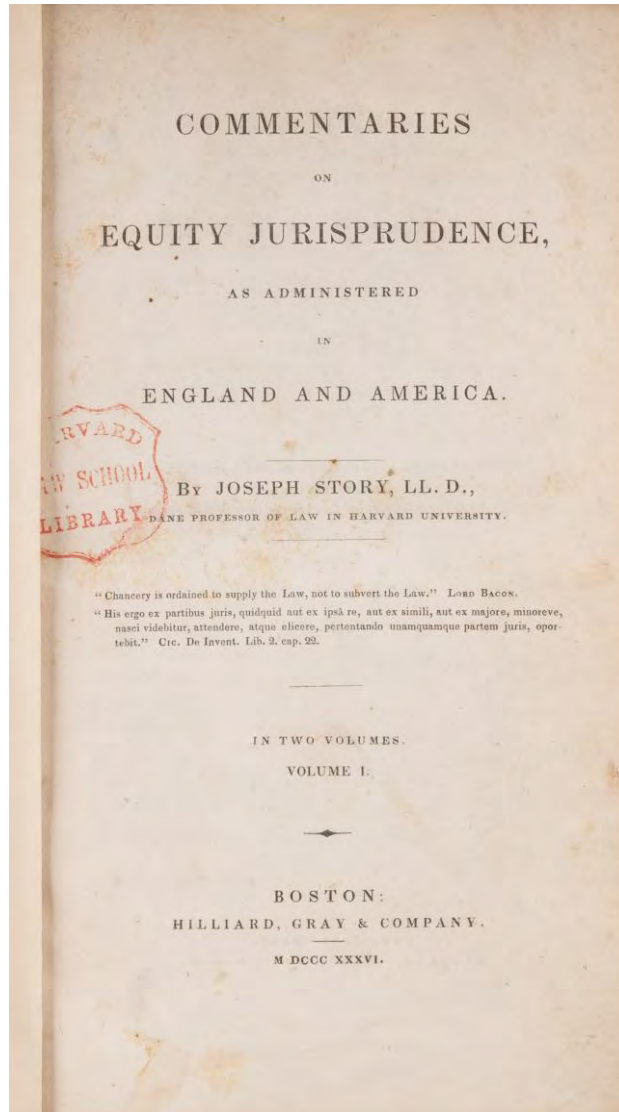 COMMENTARIES
ON
EQUITY JURISPRUDENCE,
AS ADMINISTERED
IN
ENGLAND AND AMERICA.
ARVARD
W SCHOOL
LIBRARY
BY JOSEPH STORY, LL. D.,
DANE PROFESSOR OF LAW IN HARVARD UNIVERSITY.
“Chancery is ordained to supply the Law, not to subvert the Law.” LORD BACON.
“His ergo ex partibus juris, quidquid aut ex ipsâ re, aut ex simili, aut ex majore, minoreve,
nasci videbitur, attendere, atque elicere, pertentando unamquamque partem juris, opor-
tebit.” CIC. De Invent. Lib. 2. cap. 22.
IN TWO VOLUMES.
VOLUME I.
BOSTON:
HILLIARD, GRAY & COMPANY.
M DCCC XXXVI.